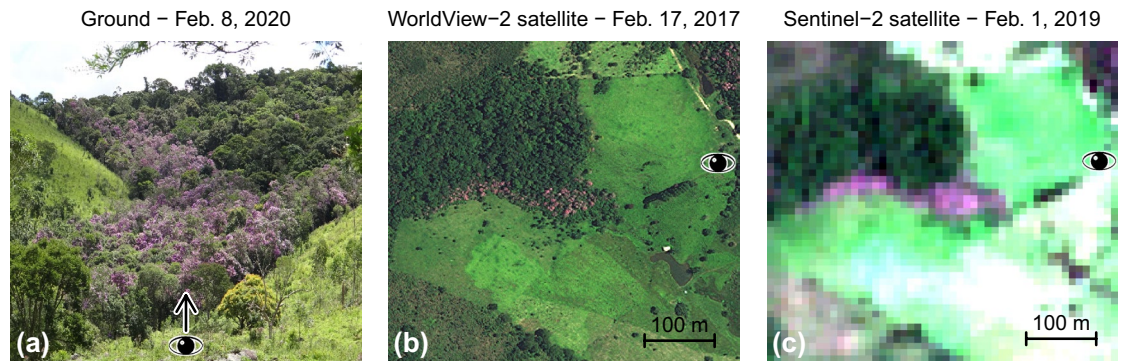 Ground − Feb. 8, 2020
WorldView−2 satellite − Feb. 17, 2017
Sentinel−2 satellite − Feb. 1, 2019
(a)
(b)
100 m
(c)
100 m